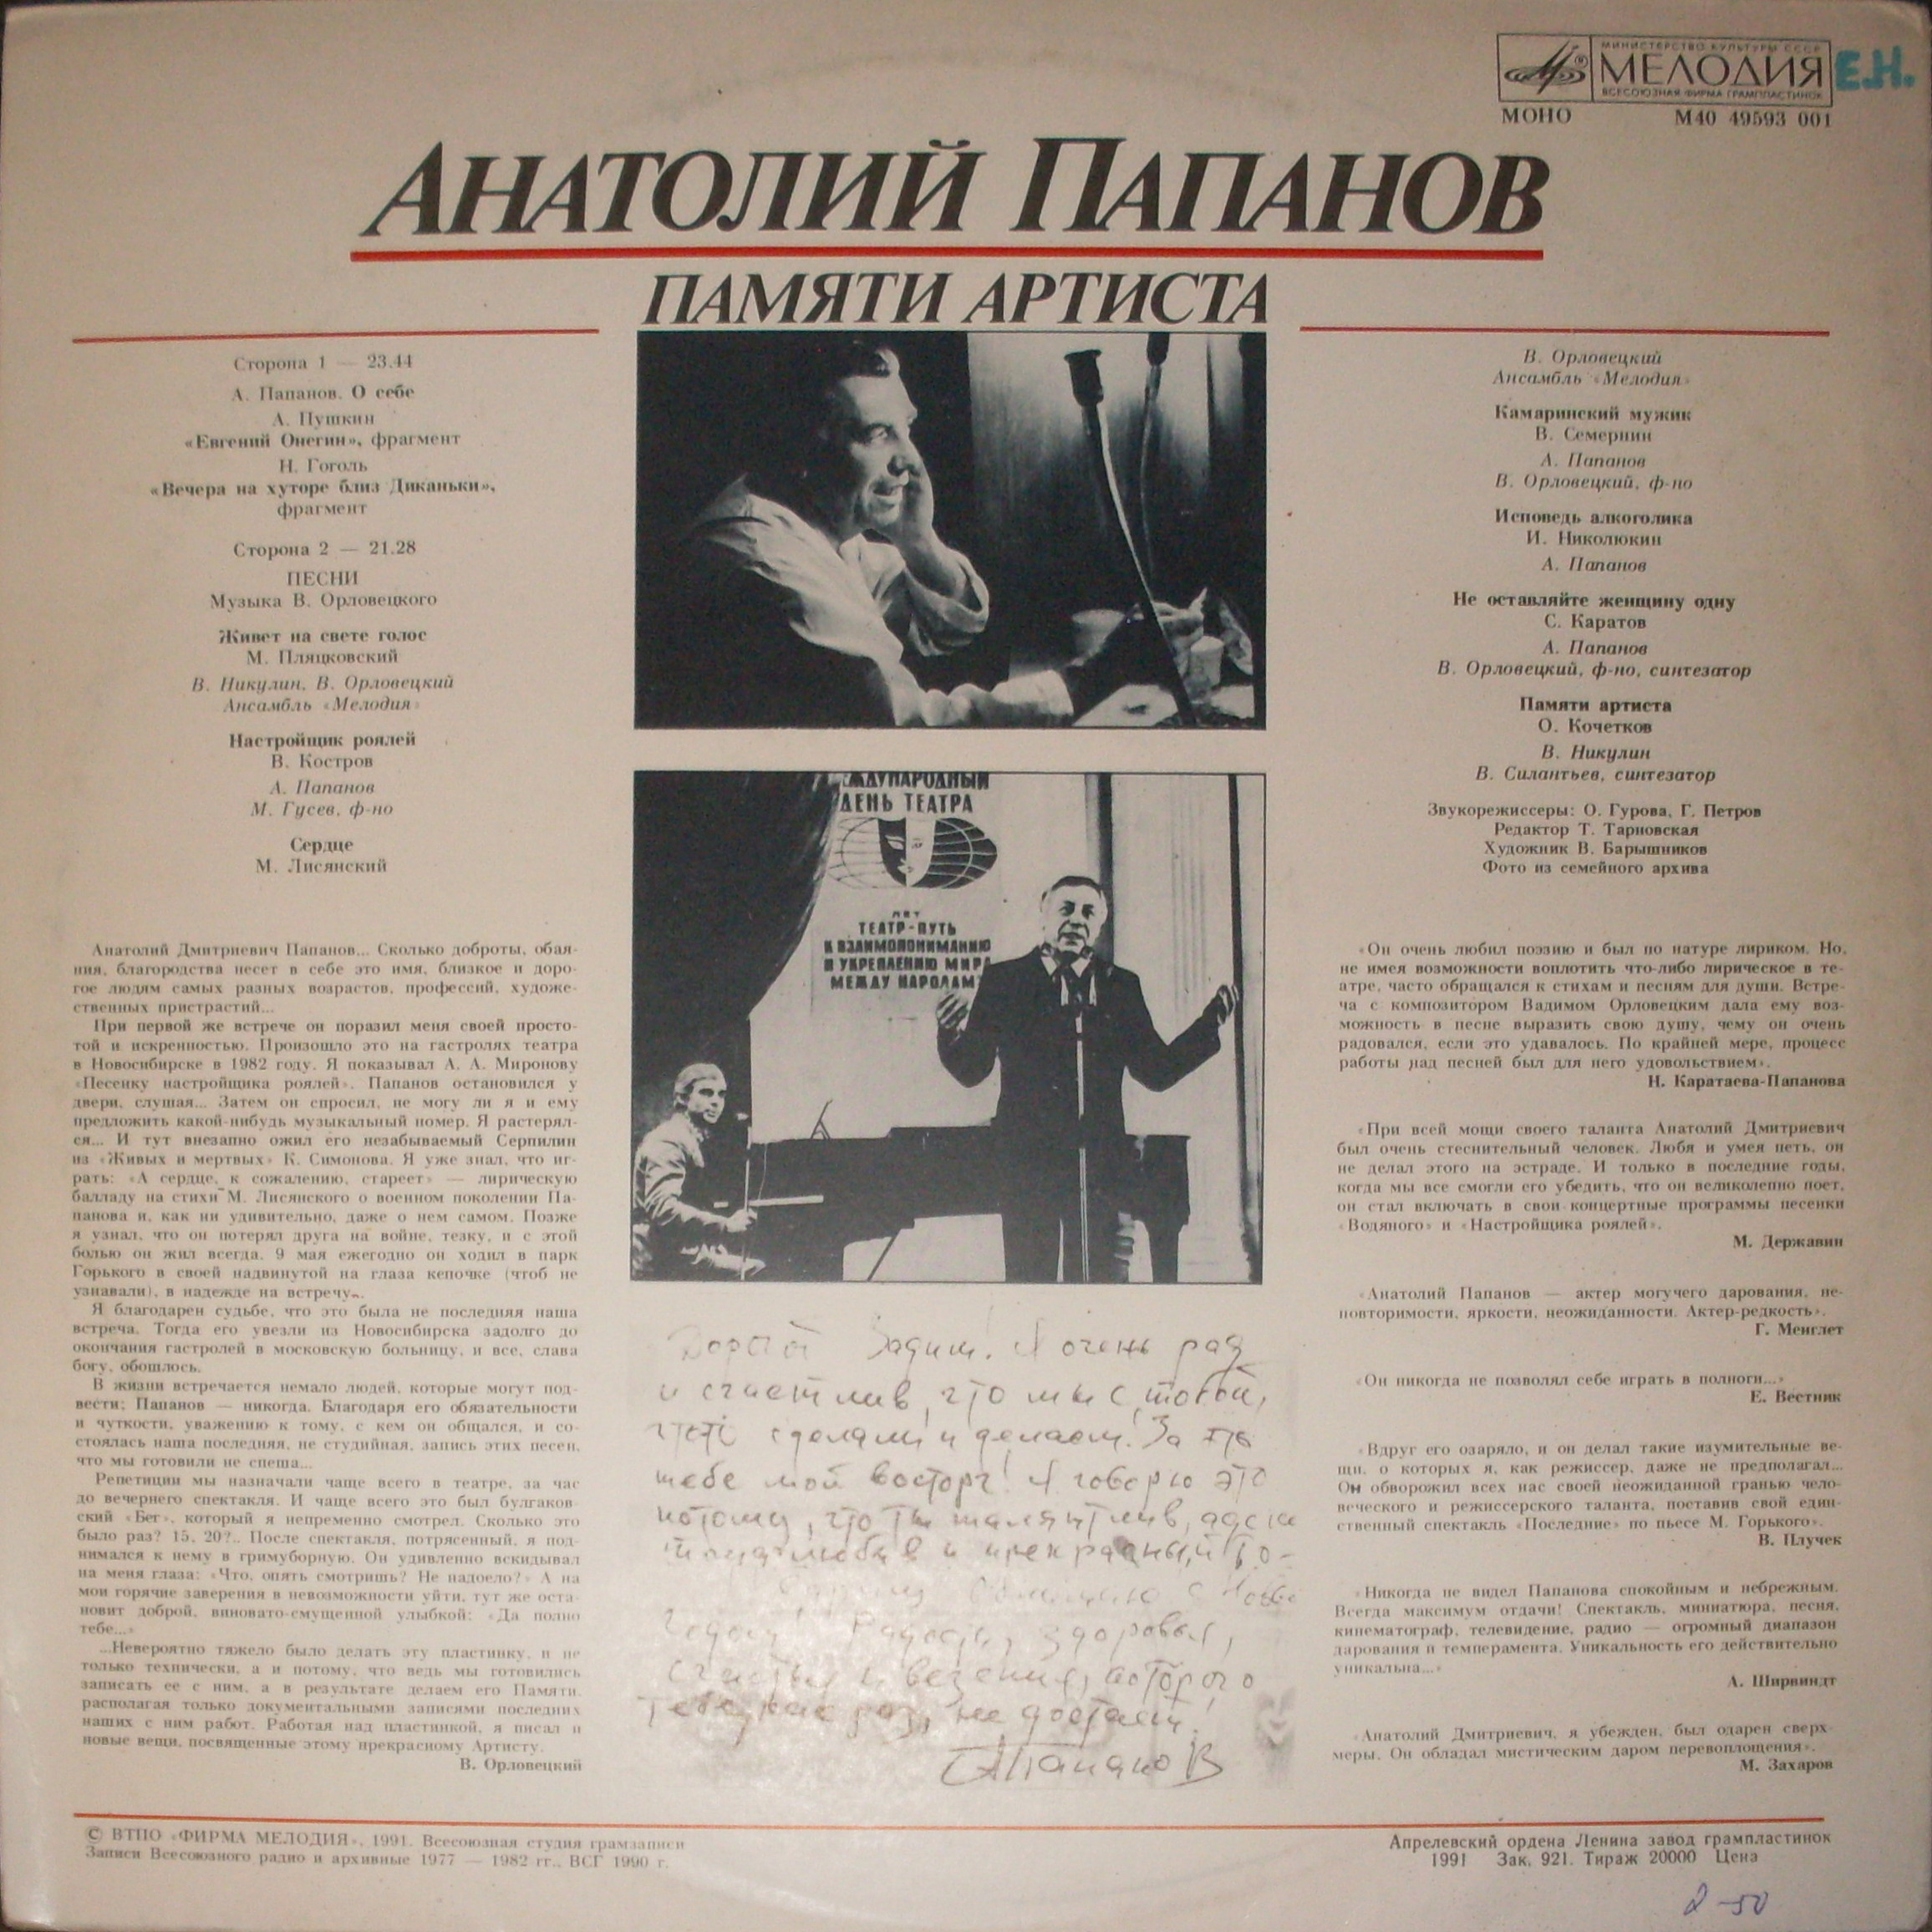 МИНИСТЕРСТВО КУЛЬТУРЫ СССР
МЕЛОДИЯ
ВСЕСОЮЗНАЯ ФИРМА ГРАМПЛАСТИНОК
Е.Н.
МОНО М40 49593 001
АНАТОЛИЙ ПАПАНОВ
ПАМЯТИ АРТИСТА
Сторона 1 — 23.44
А. Папанов. О себе
А. Пушкин
«Евгений Онегин», фрагмент
Н. Гоголь
«Вечера на хуторе близ Диканьки»,
фрагмент
Сторона 2 — 21.28
ПЕСНИ
Музыка В. Орловецкого
Живет на свете голос
М. Пляцковский
В. Никулин, В. Орловецкий
Ансамбль «Мелодия»
Настройщик роялей
В. Костров
А. Папанов
М. Гусев, ф-но
Сердце
М. Лисянский
В. Орловецкий
Ансамбль «Мелодия»
Камаринский мужик
В. Семернин
А. Папанов
В. Орловецкий, ф-но
Исповедь алкоголика
И. Николюкин
А. Папанов
Не оставляйте женщину одну
С. Каратов
А. Папанов
В. Орловецкий, ф-но, синтезатор
Памяти артиста
О. Кочетков
В. Никулин
В. Силантьев, синтезатор
Звукорежиссеры: О. Гурова, Г. Петров
Редактор Т. Тарновская
Художник В. Барышников
Фото из семейного архива
ЖДУНАРОДНЫЙ
ДЕНЬ ТЕАТРА
ТЕАТР-ПУТЬ
К ВЗАИМОПОНИМАНИЮ
И УКРЕПЛЕНИЮ МИРА
МЕЖДУ НАРОДАМ
Анатолий Дмитриевич Папанов... Сколько доброты, обая-
ния, благородства несет в себе это имя, близкое и доро-
гое людям самых разных возрастов, профессий, художе-
ственных пристрастий...
При первой же встрече он поразил меня своей просто-
той и искренностью. Произошло это на гастролях театра
в Новосибирске в 1982 году. Я показывал А. А. Миронову
«Песенку настройщика роялей». Папанов остановился у
двери, слушая... Затем он спросил, не могу ли я и ему
предложить какой-нибудь музыкальный номер. Я растерял-
ся... И тут внезапно ожил его незабываемый Серпилин
из «Живых и мертвых» К. Симонова. Я уже знал, что иг-
рать: «А сердце, к сожалению, стареет» — лирическую
балладу на стихи М. Лисянского о военном поколении Па-
панова и, как ни удивительно, даже о нем самом. Позже
я узнал, что он потерял друга на войне, тезку, и с этой
болью он жил всегда. 9 мая ежегодно он ходил в парк
Горького в своей надвинутой на глаза кепочке (чтоб не
узнавали), в надежде на встречу...
Я благодарен судьбе, что это была не последняя наша
встреча. Тогда его увезли из Новосибирска задолго до
окончания гастролей в московскую больницу, и все, слава
богу, обошлось.
В жизни встречается немало людей, которые могут под-
вести; Папанов — никогда. Благодаря его обязательности
и чуткости, уважению к тому, с кем он общался, и со-
стоялась наша последняя, не студийная, запись этих песен,
что мы готовили не спеша...
Репетиции мы назначали чаще всего в театре, за час
до вечернего спектакля. И чаще всего это был булгаков-
ский «Бег», который я непременно смотрел. Сколько это
было раз? 15, 20?.. После спектакля, потрясенный, я под-
нимался к нему в гримуборную. Он удивленно вскидывал
на меня глаза: «Что, опять смотришь? Не надоело?» А на
мои горячие заверения в невозможности уйти, тут же оста-
новит доброй, виновато-смущенной улыбкой: «Да полно
тебе...»
...Невероятно тяжело было делать эту пластинку, и не
только технически, а и потому, что ведь мы готовились
записать ее с ним, а в результате делаем его Памяти,
располагая только документальными записями последних
наших с ним работ. Работая над пластинкой, я писал и
новые вещи, посвященные этому прекрасному Артисту.
В. Орловецкий
Дорогой Вадим! Я очень рад
и счастлив, что мы с тобой,
что-то сделали и делаем! За это
тебе мой восторг! Я говорю это
потому, что ты талантлив,
и прекрасный
с Новы
Годом! Радости, здоровья,
счастья и везения, которого
тебе как раз, не достает!
А Папанов
«Он очень любил поэзию и был по натуре лириком. Но,
не имея возможности воплотить что-либо лирическое в те-
атре, часто обращался к стихам и песням для души. Встре-
ча с композитором Вадимом Орловецким дала ему воз-
можность в песне выразить свою душу, чему он очень
радовался, если это удавалось. По крайней мере, процесс
работы над песней был для него удовольствием».
Н. Каратаева-Папанова
«При всей мощи своего таланта Анатолий Дмитриевич
был очень стеснительный человек. Любя и умея петь, он
не делал этого на эстраде. И только в последние годы,
когда мы все смогли его убедить, что он великолепно поет,
он стал включать в свои концертные программы песенки
«Водяного» и «Настройщика роялей».
М. Державин
«Анатолий Папанов — актер могучего дарования, не-
повторимости, яркости, неожиданности. Актер-редкость».
Г. Менглет
«Он никогда не позволял себе играть в полноги...»
Е. Вестник
«Вдруг его озаряло, и он делал такие изумительные ве-
щи, о которых я, как режиссер, даже не предполагал...
Он обворожил всех нас своей неожиданной гранью чело-
веческого и режиссерского таланта, поставив свой един-
ственный спектакль «Последние» по пьесе М. Горького».
В. Плучек
«Никогда не видел Папанова спокойным и небрежным.
Всегда максимум отдачи! Спектакль, миниатюра, песня,
кинематограф, телевидение, радио — огромный диапазон
дарования и темперамента. Уникальность его действительно
уникальна...»
А. Ширвиндт
«Анатолий Дмитриевич, я убежден, был одарен сверх
меры. Он обладал мистическим даром перевоплощения».
М. Захаров
© ВТПО «ФИРМА МЕЛОДИЯ», 1991. Всесоюзная студия грамзаписи
Записи Всесоюзного радио и архивные 1977 — 1982 гг., ВСГ 1990 г.
Апрелевский ордена Ленина завод грампластинок
1991 Зак. 921. Тираж 20000 Цена
2-50